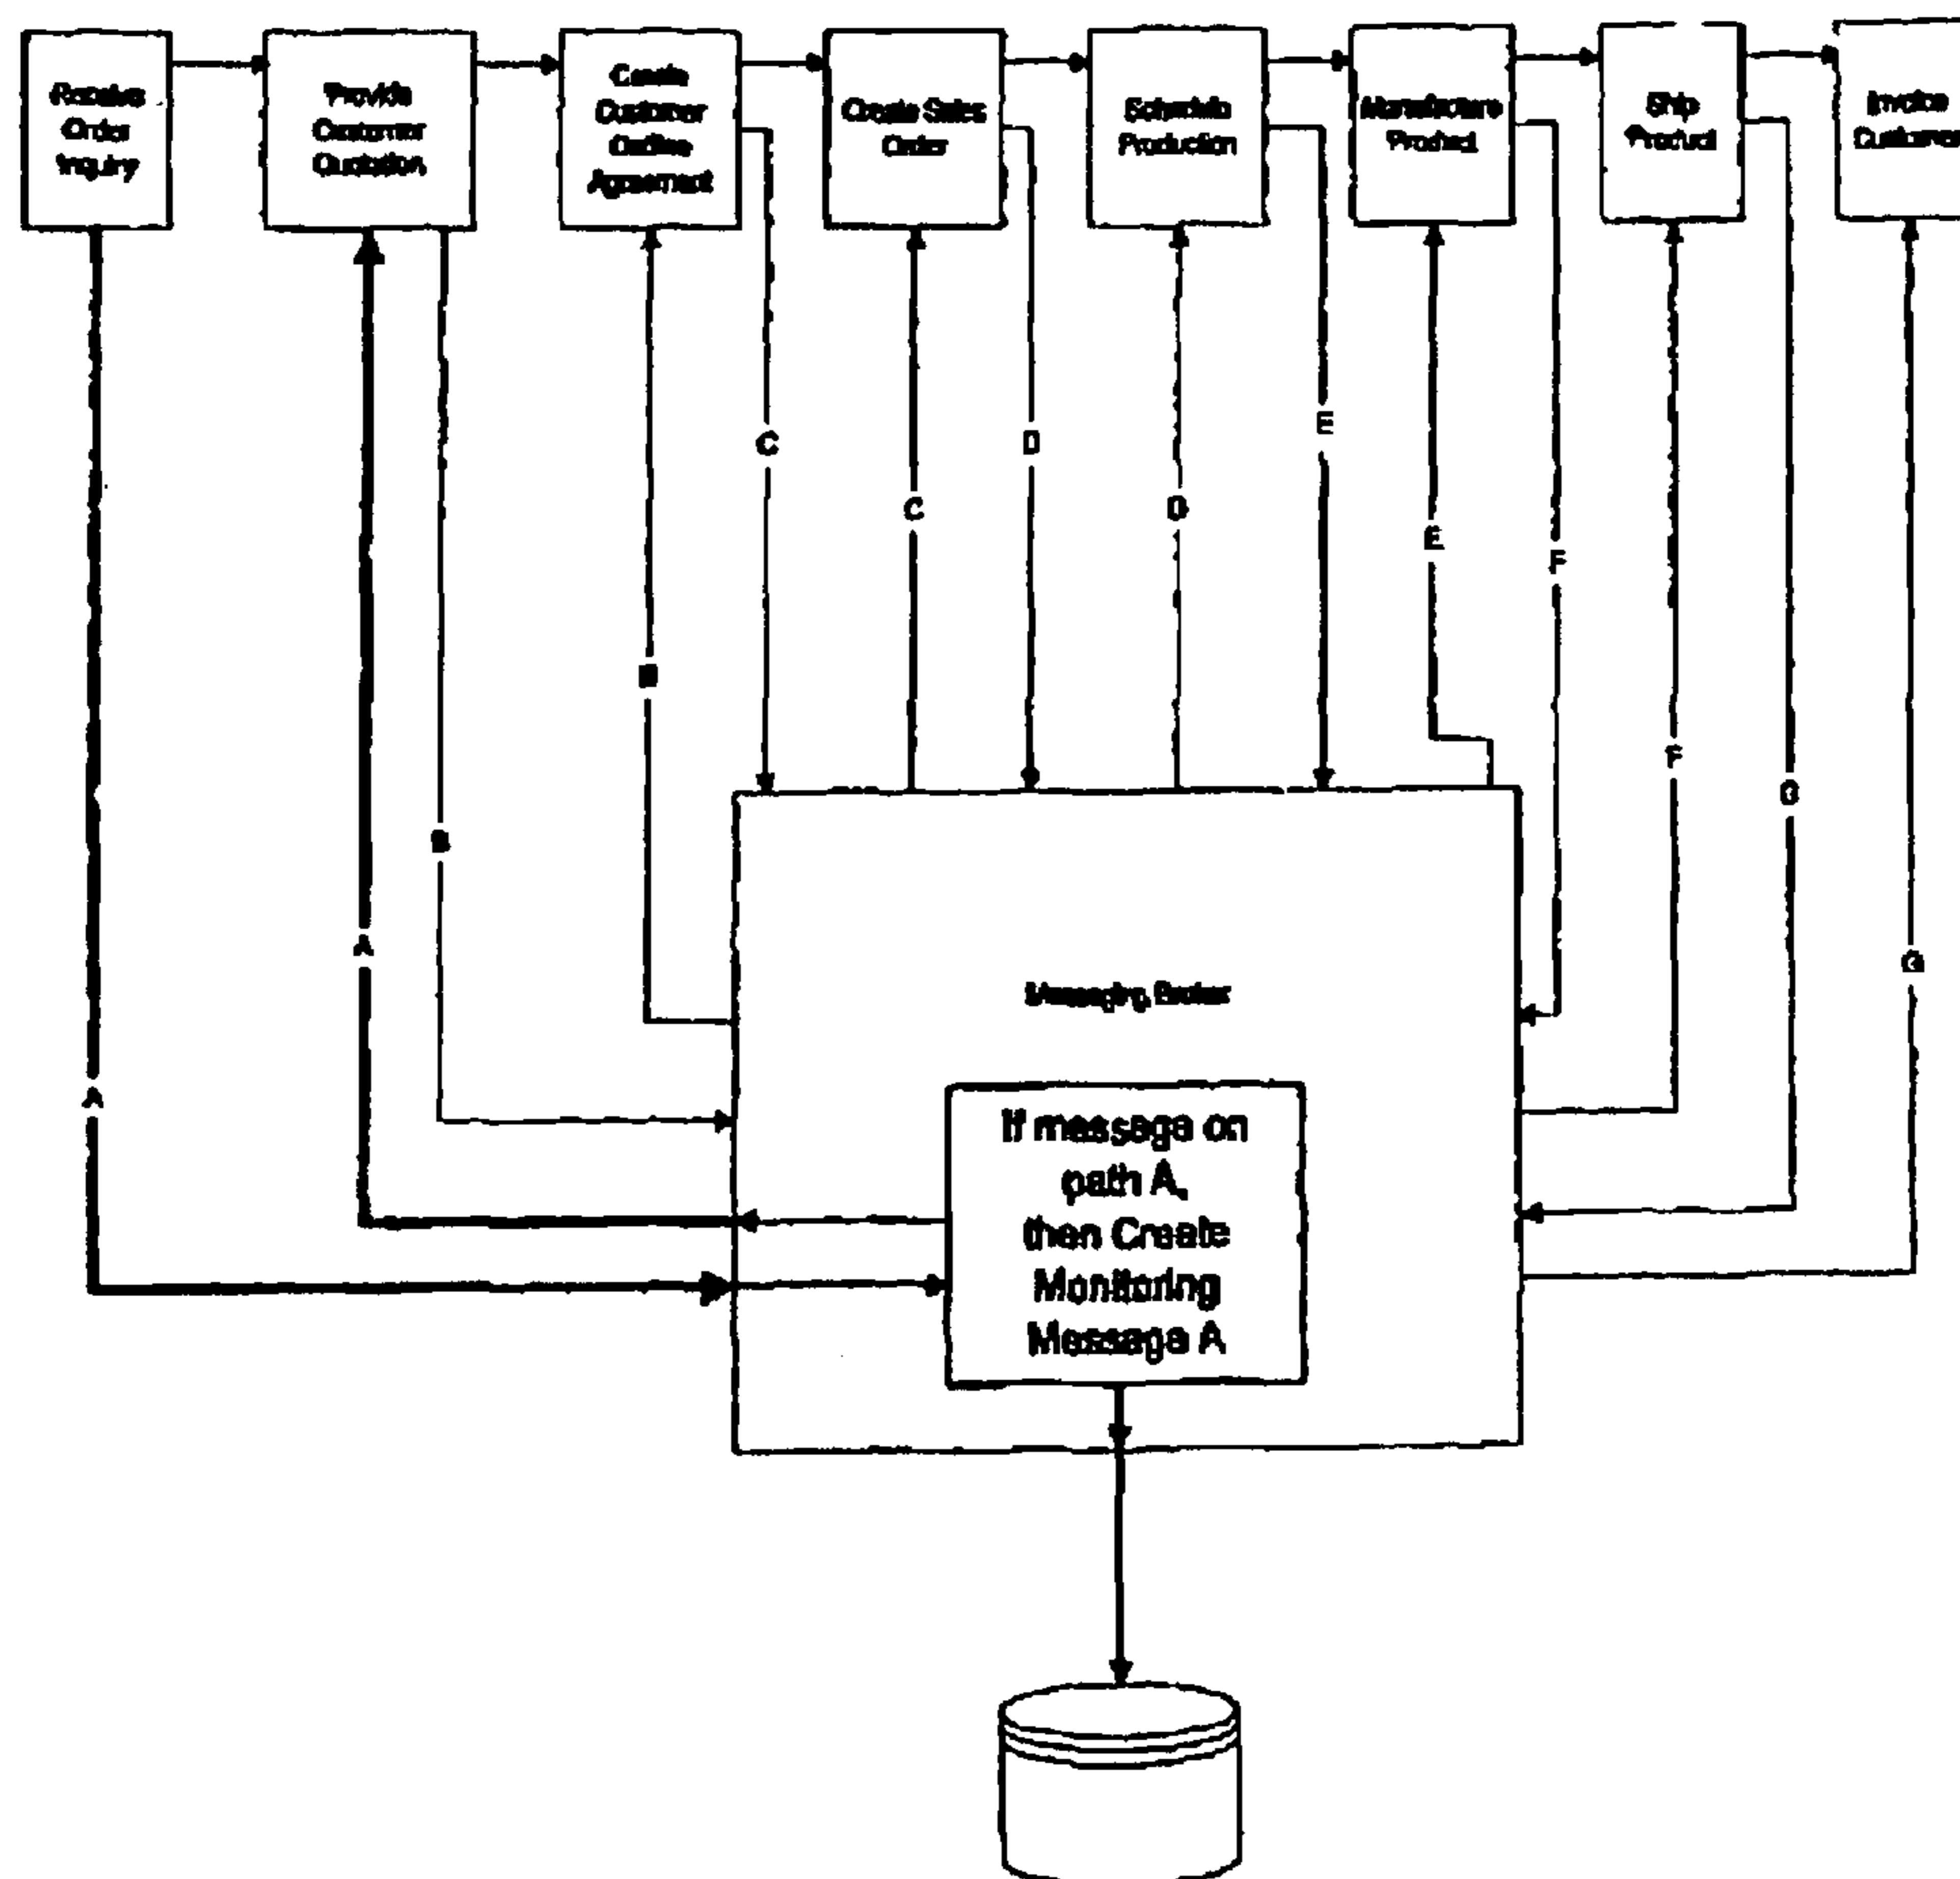 Receive
Order
Inquiry
Provide
Customer
Quotation
Create
Customer
Outline
Agreement
Create Sales
Order
Schedule
Production
Manufacture
Product
Ship
Product
Invoice
Customer
C
D
E
C
D
E
F
B
F
G
B
A
G
Messaging Broker
A
If message on
path A,
then Create
Monitoring
Message A